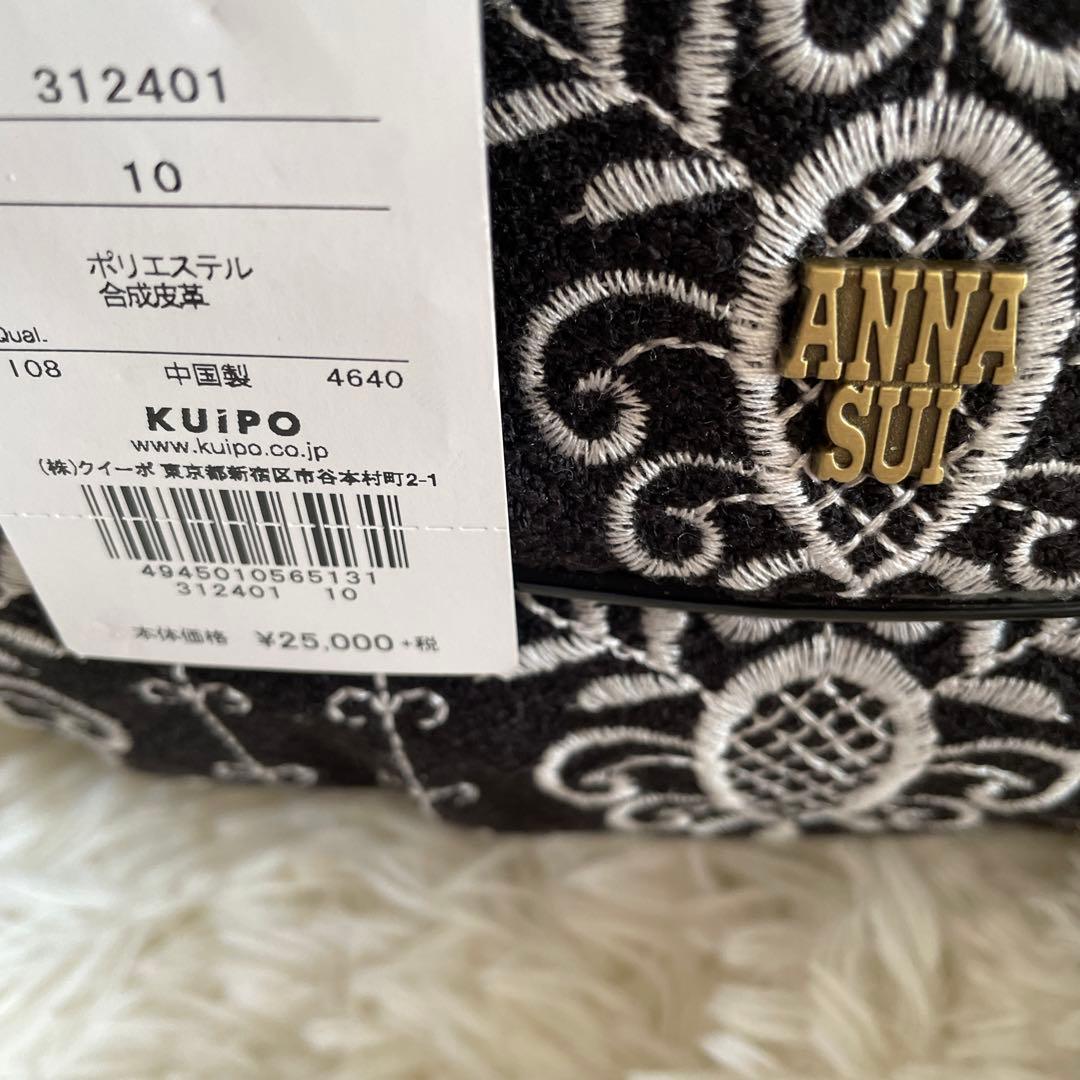 312401
10
ポリエステル
合成皮革
Qual.
108 中国製 4640
KUiPO
www.kuipo.co.jp
(株)クイーポ 東京都新宿区市谷本村町2-1
4945010565131
312401 10
本体価格 ¥25,000+税
ANNA
SUI